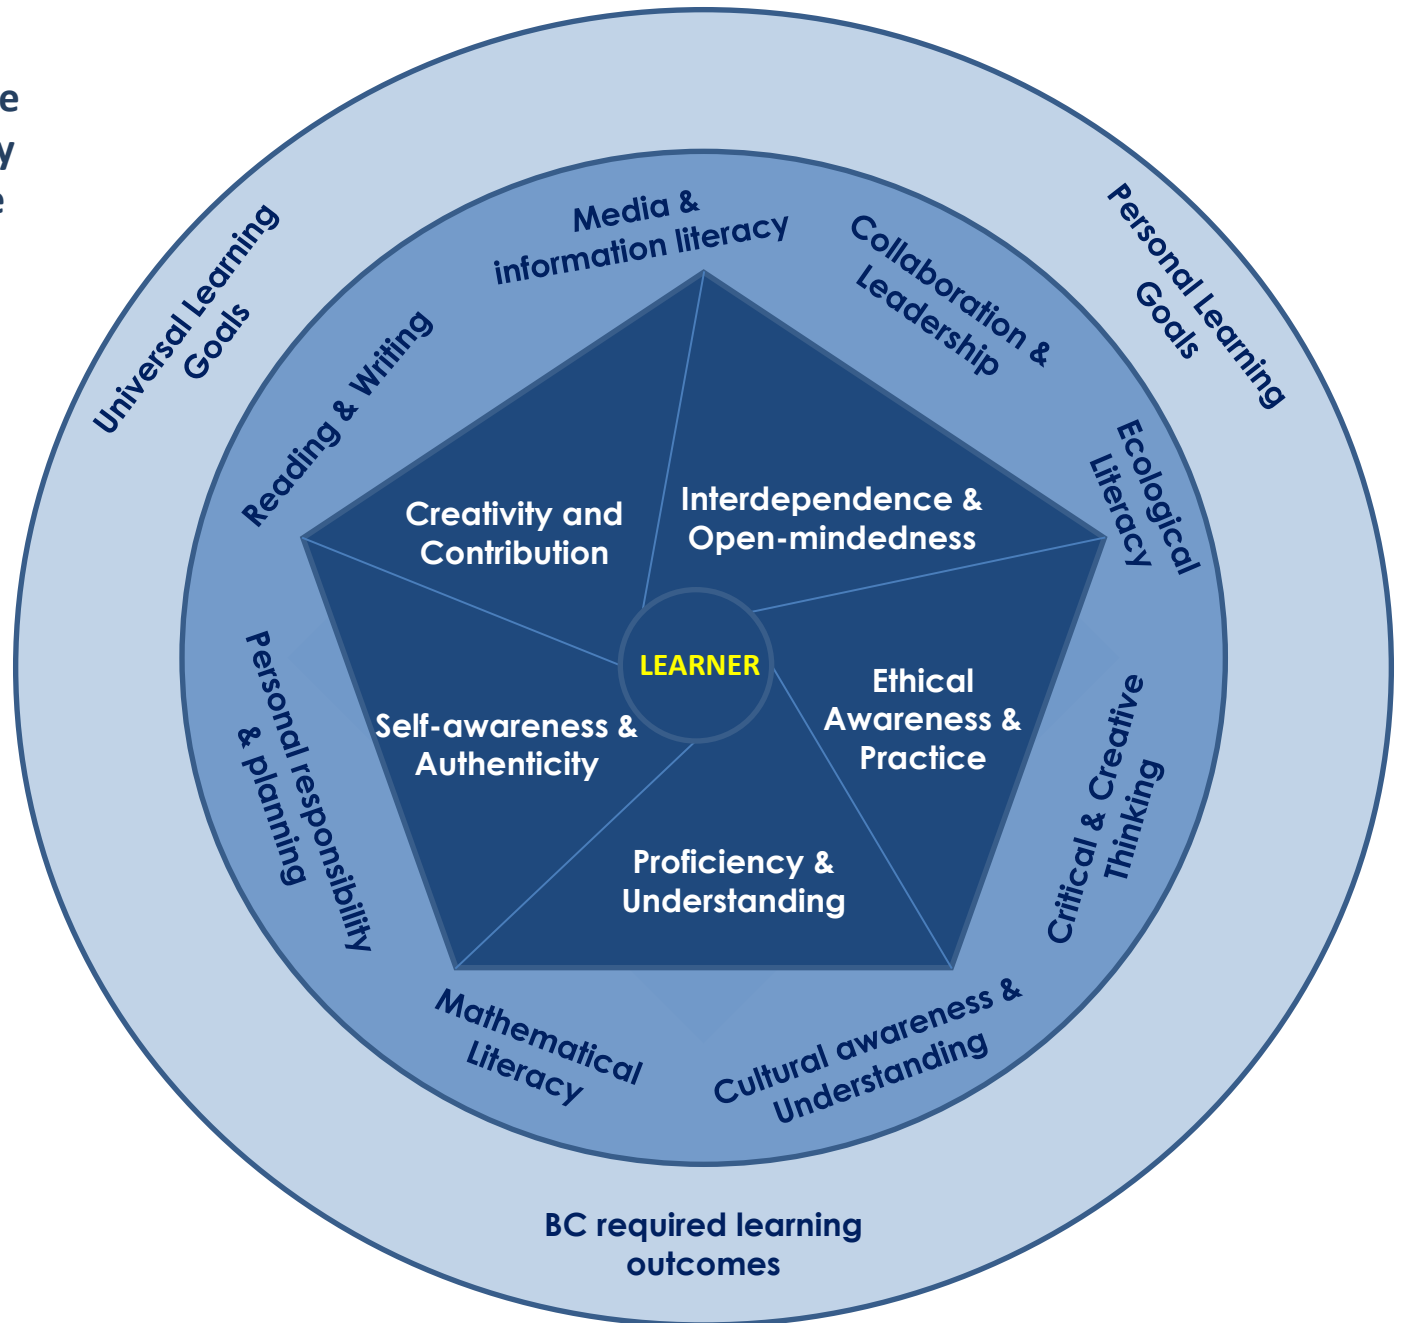 Universal Learning
Goals
Personal Learning
Goals
Media &
information literacy
Collaboration &
Leadership
Reading & Writing
Ecological
Literacy
Creativity and
Contribution
Interdependence &
Open-mindedness
LEARNER
Self-awareness &
Authenticity
Ethical
Awareness &
Practice
Proficiency &
Understanding
Personal responsibility
& planning
Critical & Creative
Thinking
Mathematical
Literacy
Cultural awareness &
Understanding
BC required learning
outcomes